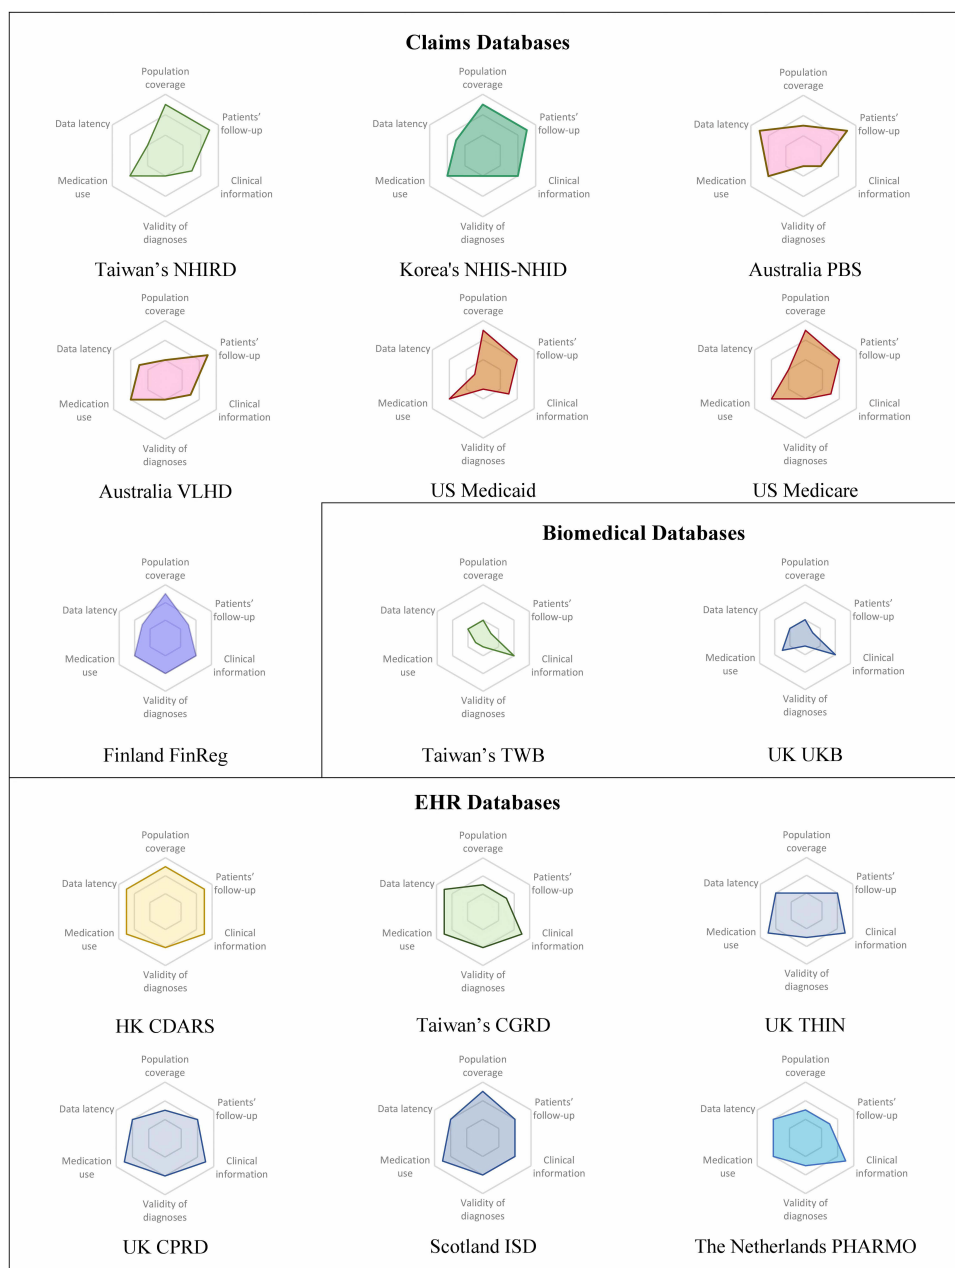 Claims Databases
Population
coverage
Data latency
Patients'
follow-up
Medication
use
Clinical
information
Validity of
diagnoses
Taiwan's NHIRD
Population
coverage
Data latency
Patients'
follow-up
Medication
use
Clinical
information
Validity of
diagnoses
Korea's NHIS-NHID
Population
coverage
Data latency
Patients'
follow-up
Medication
use
Clinical
information
Validity of
diagnoses
Australia PBS
Population
coverage
Data latency
Patients'
follow-up
Medication
use
Clinical
information
Validity of
diagnoses
Australia VLHD
Population
coverage
Data latency
Patients'
follow-up
Medication
use
Clinical
information
Validity of
diagnoses
US Medicaid
Population
coverage
Data latency
Patients'
follow-up
Medication
use
Clinical
information
Validity of
diagnoses
US Medicare
Population
coverage
Data latency
Patients'
follow-up
Medication
use
Clinical
information
Validity of
diagnoses
Finland FinReg
Biomedical Databases
Population
coverage
Data latency
Patients'
follow-up
Medication
use
Clinical
information
Validity of
diagnoses
Taiwan's TWB
Population
coverage
Data latency
Patients'
follow-up
Medication
use
Clinical
information
Validity of
diagnoses
UK UKB
EHR Databases
Population
coverage
Data latency
Patients'
follow-up
Medication
use
Clinical
information
Validity of
diagnoses
HK CDARS
Population
coverage
Data latency
Patients'
follow-up
Medication
use
Clinical
information
Validity of
diagnoses
Taiwan's CGRD
Population
coverage
Data latency
Patients'
follow-up
Medication
use
Clinical
information
Validity of
diagnoses
UK THIN
Population
coverage
Data latency
Patients'
follow-up
Medication
use
Clinical
information
Validity of
diagnoses
UK CPRD
Population
coverage
Data latency
Patients'
follow-up
Medication
use
Clinical
information
Validity of
diagnoses
Scotland ISD
Population
coverage
Data latency
Patients'
follow-up
Medication
use
Clinical
information
Validity of
diagnoses
The Netherlands PHARMO